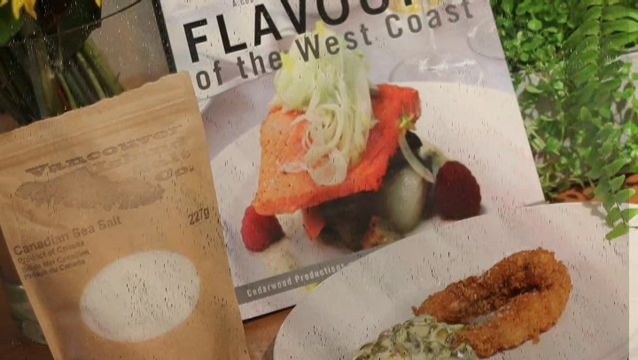 FLAVOU
of the West Coast
Cedarwood Productions
Vancouver
Co.
Canadian Sea Salt
227g
Product of Canada